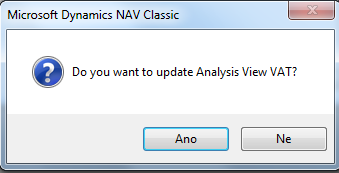 Microsoft Dynamics NAV Classic
Do you want to update Analysis View VAT?
Ano
Ne